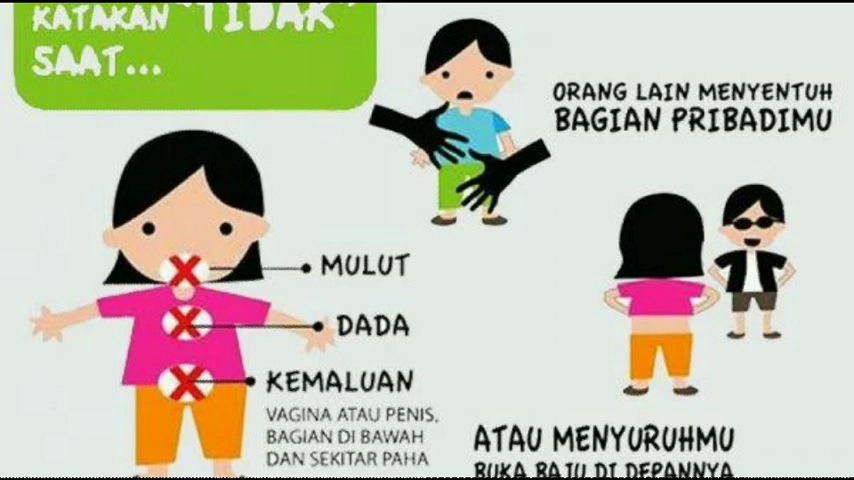 KATAKAN "TIDAK"
SAAT...
ORANG LAIN MENYENTUH
BAGIAN PRIBADIMU
MULUT
DADA
KEMALUAN
VAGINA ATAU PENIS,
BAGIAN DI BAWAH
DAN SEKITAR PAHA
ATAU MENYURUHMU
BUKA BAJU DI DEPANNYA